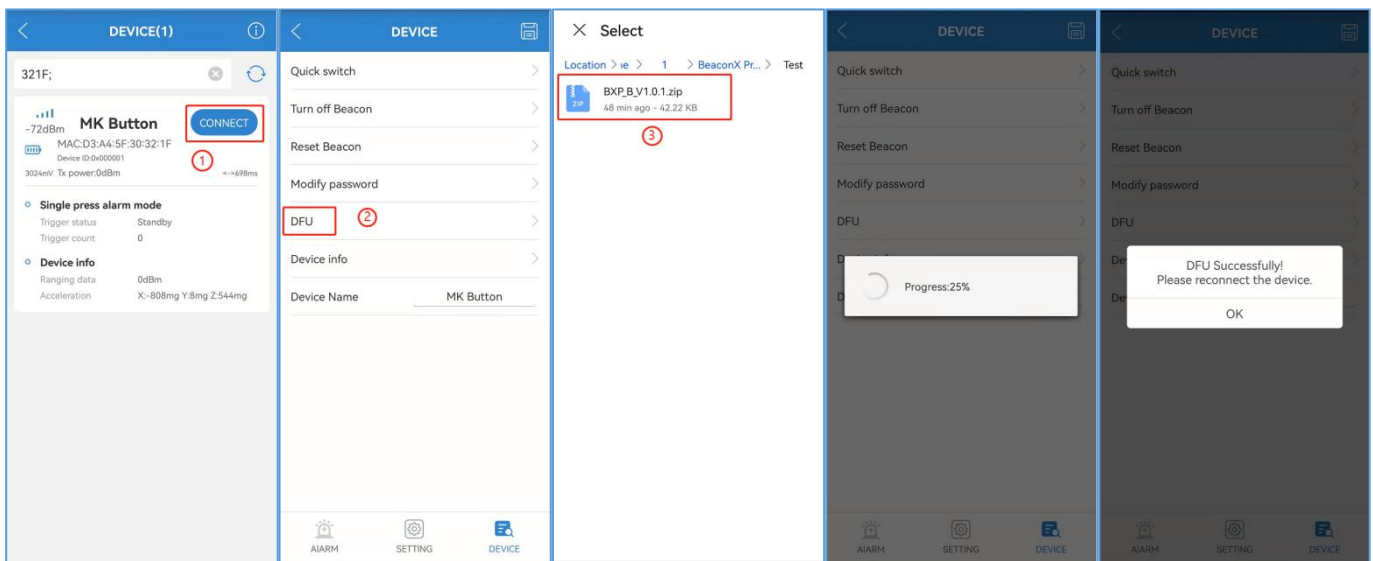 DEVICE(1)
321F;
-72dBm
MK Button
CONNECT
MAC:D3:A4:5F:30:32:1F
Device ID:0x000001
①
3024mV Tx power:0dBm
<->698ms
Single press alarm mode
Trigger status Standby
Trigger count 0
Device info
Ranging data 0dBm
Acceleration X:-808mg Y:8mg Z:544mg
DEVICE
Quick switch
Turn off Beacon
Reset Beacon
Modify password
DFU
②
Device info
Device Name MK Button
AlARM SETTING DEVICE
Select
Location > ıe > 1 > BeaconX Pr... > Test
ZIP
BXP_B_V1.0.1.zip
48 min ago - 42.22 KB
③
DEVICE
Quick switch
Turn off Beacon
Reset Beacon
Modify password
DFU
Progress:25%
AlARM SETTING DEVICE
DEVICE
Quick switch
Turn off Beacon
Reset Beacon
Modify password
DFU
De
DFU Successfully!
Please reconnect the device.
De
OK
AlARM SETTING DEVICE